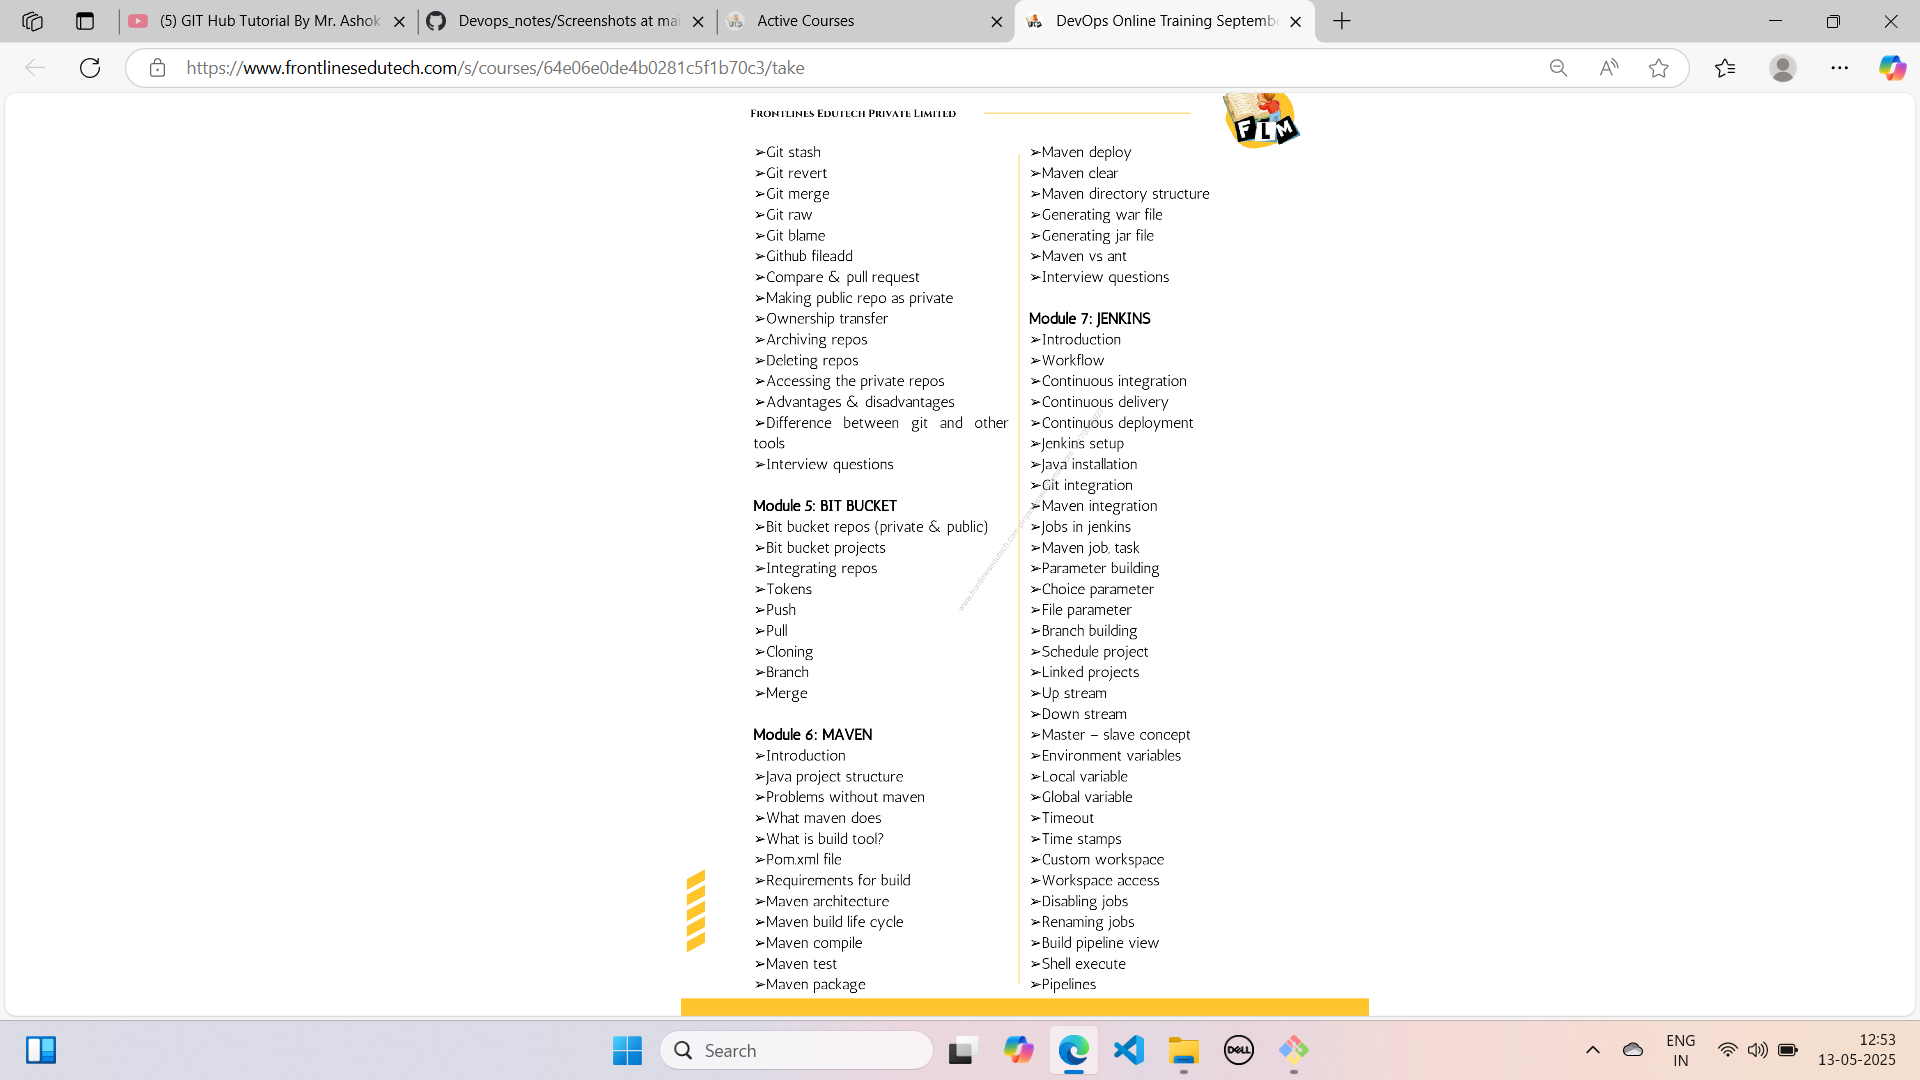 (5) GIT Hub Tutorial By Mr. Ashok
Devops_notes/Screenshots at mai
Active Courses
DevOps Online Training Septembe
https://www.frontlinesedutech.com/s/courses/64e06e0de4b0281c5f1b70c3/take
Frontlines Edutech Private Limited
FLM
➢Git stash
➢Git revert
➢Git merge
➢Git raw
➢Git blame
➢Github fileadd
➢Compare & pull request
➢Making public repo as private
➢Ownership transfer
➢Archiving repos
➢Deleting repos
➢Accessing the private repos
➢Advantages & disadvantages
➢Difference between git and other
tools
➢Interview questions
Module 5: BIT BUCKET
➢Bit bucket repos (private & public)
➢Bit bucket projects
➢Integrating repos
➢Tokens
➢Push
➢Pull
➢Cloning
➢Branch
➢Merge
Module 6: MAVEN
➢Introduction
➢Java project structure
➢Problems without maven
➢What maven does
➢What is build tool?
➢Pom.xml file
➢Requirements for build
➢Maven architecture
➢Maven build life cycle
➢Maven compile
➢Maven test
➢Maven package
➢Maven deploy
➢Maven clear
➢Maven directory structure
➢Generating war file
➢Generating jar file
➢Maven vs ant
➢Interview questions
Module 7: JENKINS
➢Introduction
➢Workflow
➢Continuous integration
➢Continuous delivery
➢Continuous deployment
➢Jenkins setup
➢Java installation
➢Git integration
➢Maven integration
➢Jobs in jenkins
➢Maven job, task
➢Parameter building
➢Choice parameter
➢File parameter
➢Branch building
➢Schedule project
➢Linked projects
➢Up stream
➢Down stream
➢Master – slave concept
➢Environment variables
➢Local variable
➢Global variable
➢Timeout
➢Time stamps
➢Custom workspace
➢Workspace access
➢Disabling jobs
➢Renaming jobs
➢Build pipeline view
➢Shell execute
➢Pipelines
www.frontlinesedutech.com
Search
DELL
ENG
IN
12:53
13-05-2025